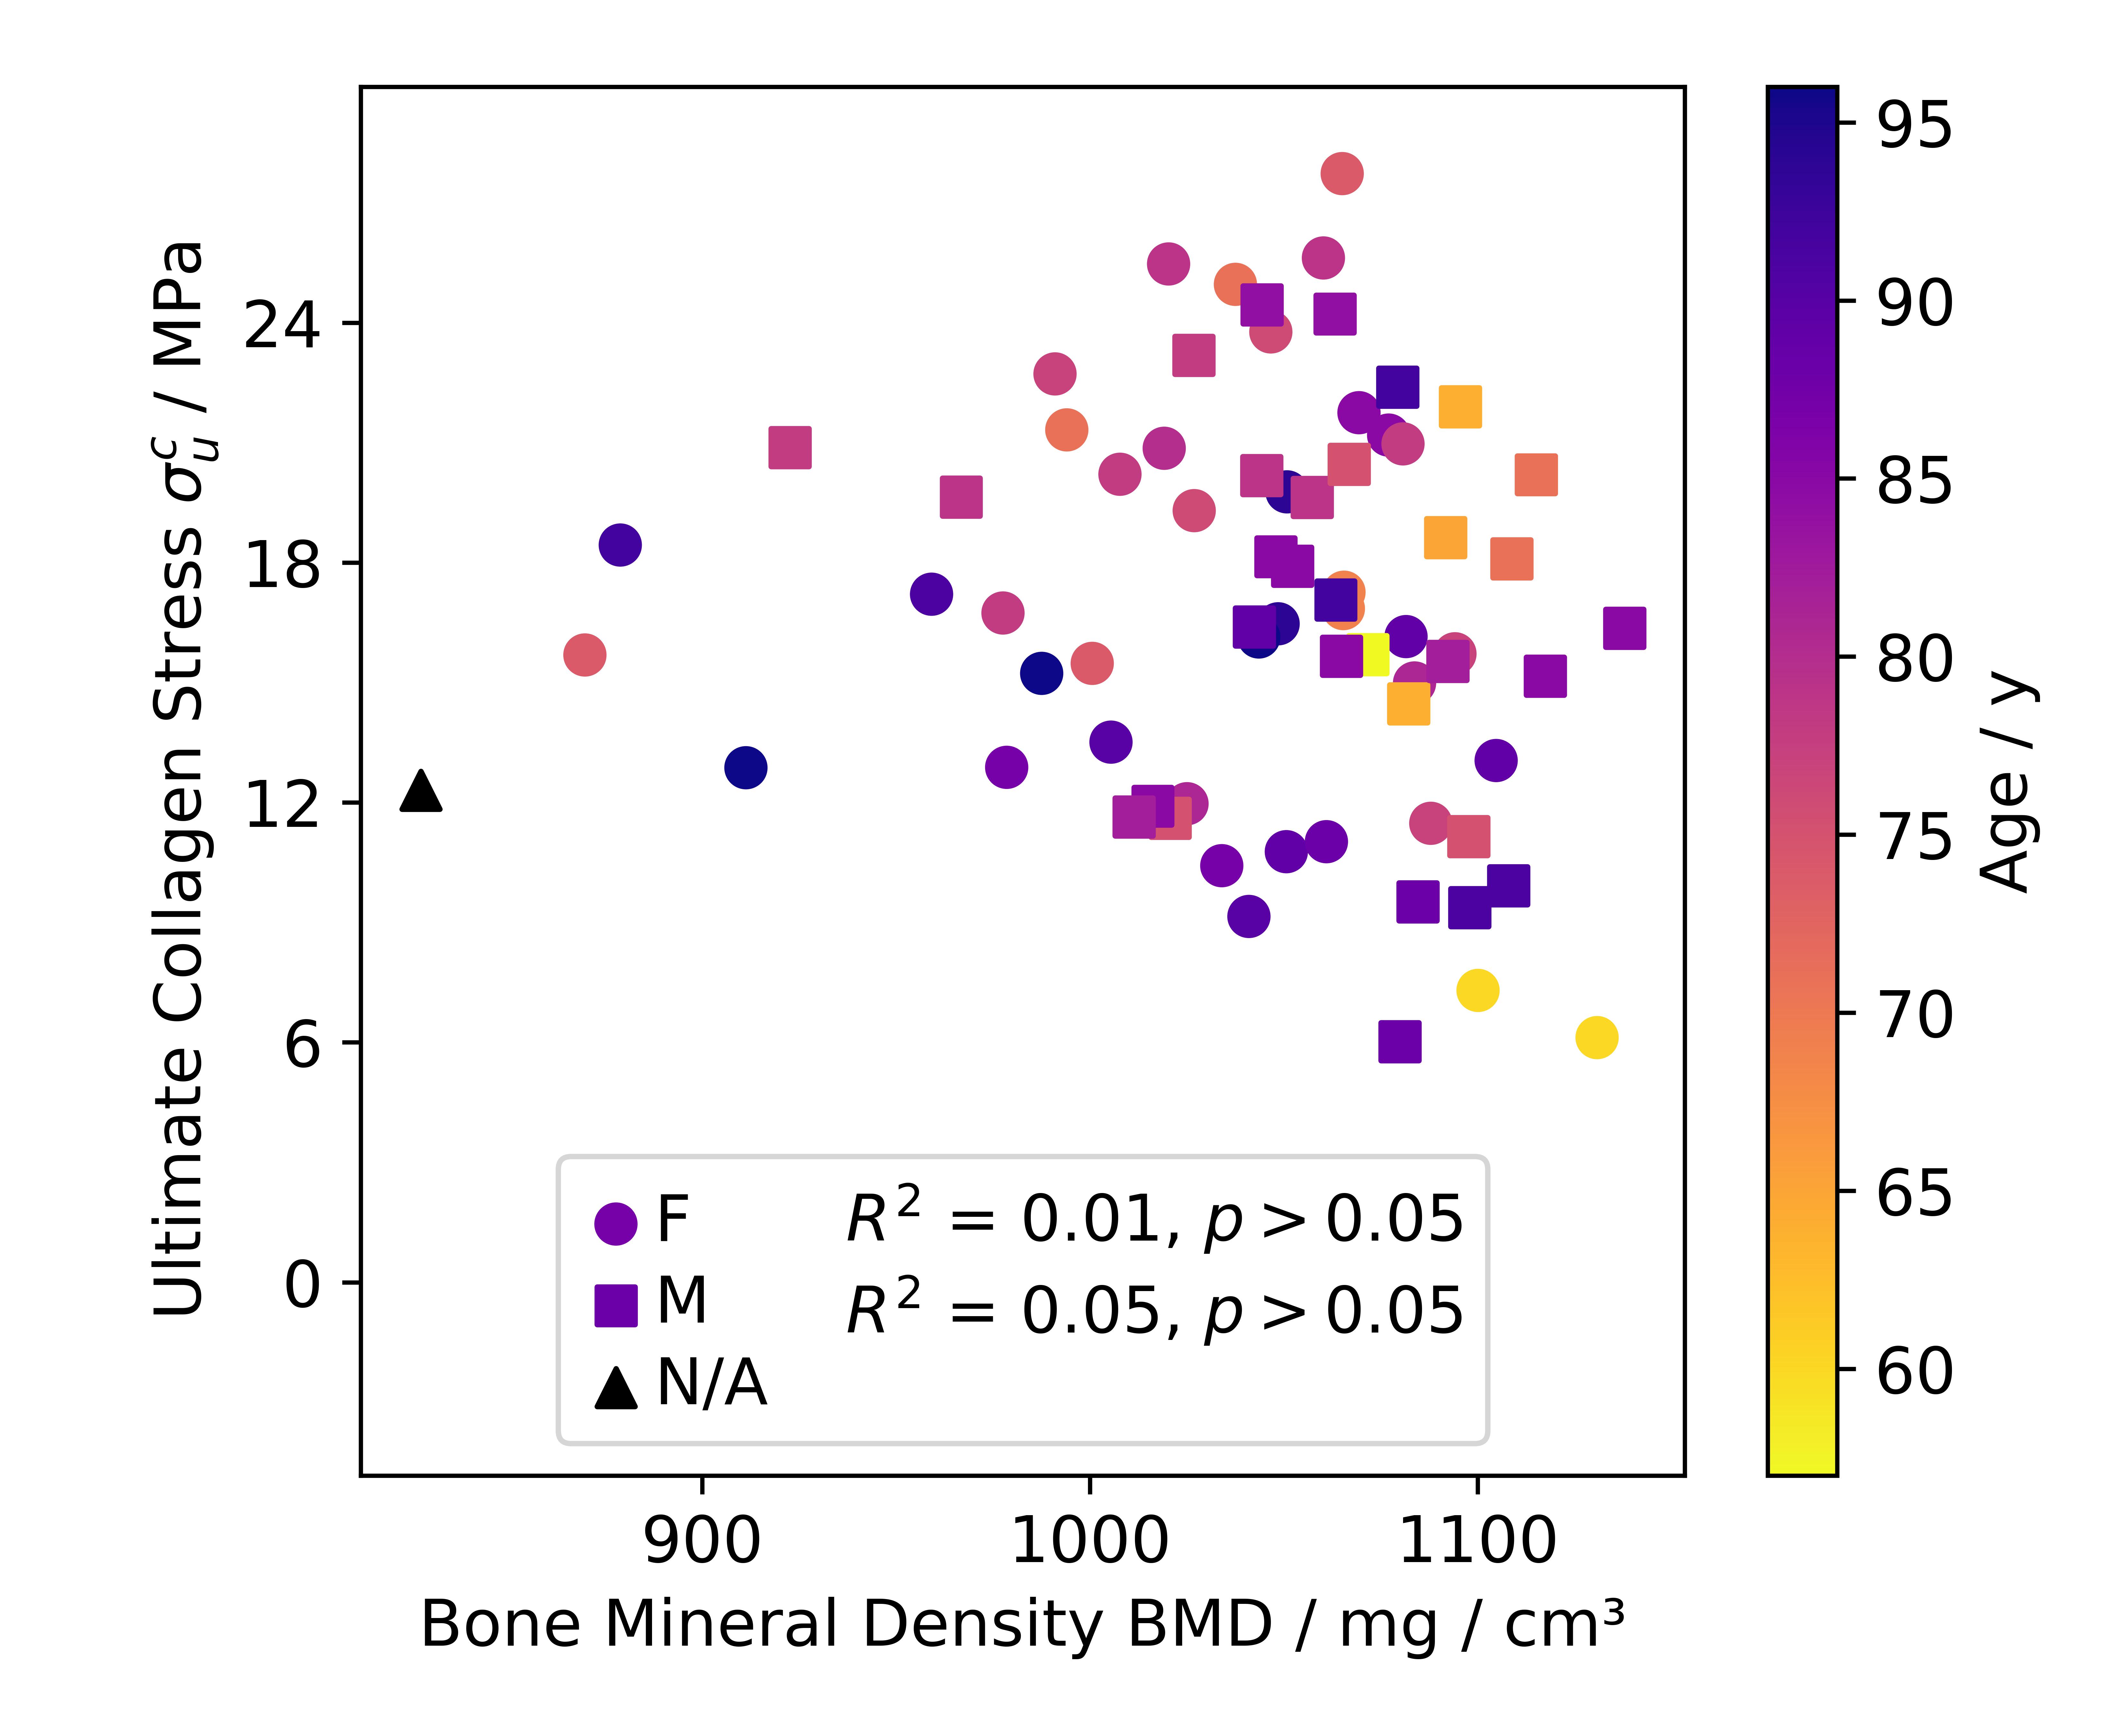 Ultimate Collagen Stress σᶜᵤ / MPa
24
18
12
6
0
F R² = 0.01, p > 0.05
M R² = 0.05, p > 0.05
N/A
900 1000 1100
Bone Mineral Density BMD / mg / cm³
95
90
85
80
75
70
65
60
Age / y